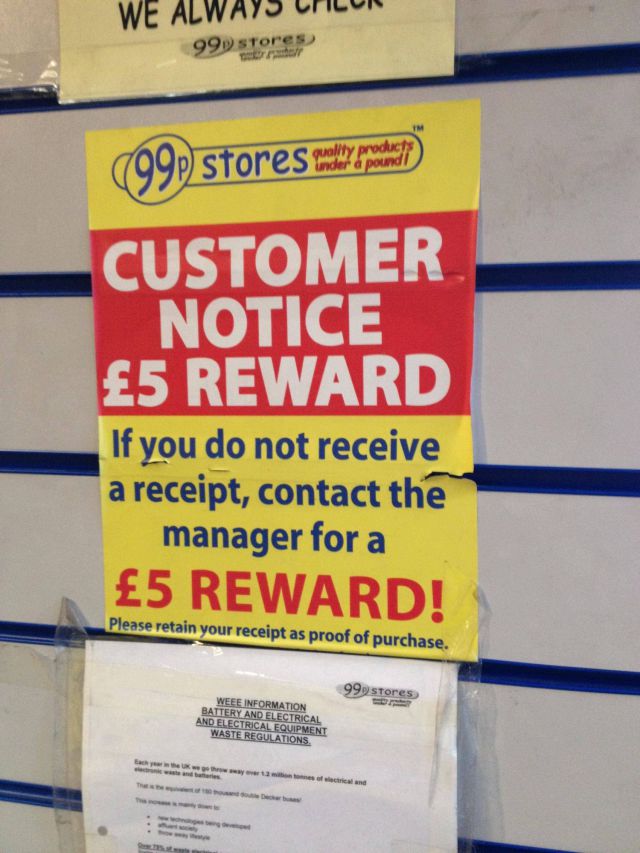 WE ALWAYS CHECK
99p stores
99p stores quality products under a pound! ™
CUSTOMER
NOTICE
£5 REWARD
If you do not receive
a receipt, contact the
manager for a
£5 REWARD!
Please retain your receipt as proof of purchase.
99p stores
WEEE INFORMATION
BATTERY AND ELECTRICAL
AND ELECTRICAL EQUIPMENT
WASTE REGULATIONS.
Each year in the UK we go throw away over 1.2 million tonnes of electrical and
electronic waste and batteries.
That is the equivalent of 150 thousand double Decker buses!
This increase is mainly down to:
new technologies being developed
affluent society
throw away lifestyle
Over 75% of waste